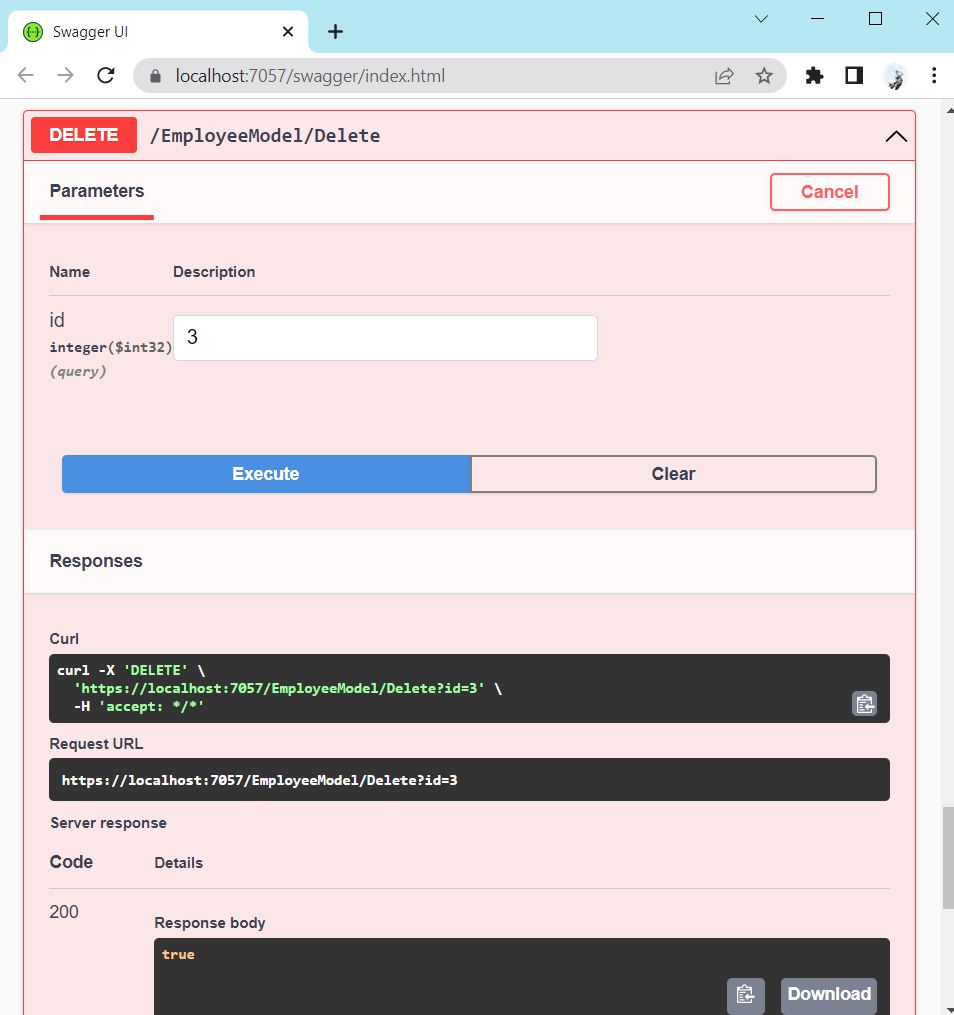 Swagger UI
localhost:7057/swagger/index.html
DELETE /EmployeeModel/Delete
Parameters
Cancel
Name Description
id
integer($int32)
(query)
3
Execute
Clear
Responses
Curl
curl -X 'DELETE' \
'https://localhost:7057/EmployeeModel/Delete?id=3' \
-H 'accept: */*'
Request URL
https://localhost:7057/EmployeeModel/Delete?id=3
Server response
Code Details
200
Response body
true
Download